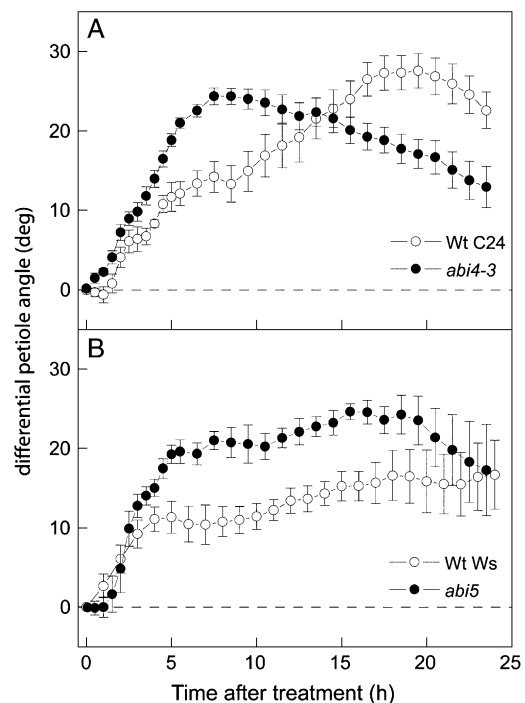 A
30
20
10
0
Wt C24
abi4-3
differential petiole angle (deg)
B
30
20
10
0
Wt Ws
abi5
0 5 10 15 20 25
Time after treatment (h)